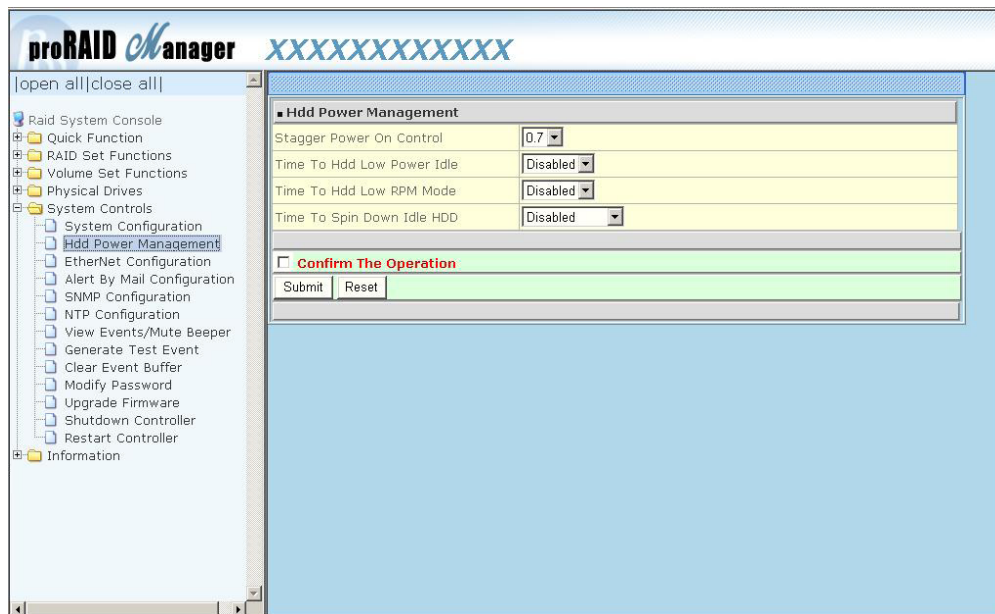 proRAID Manager XXXXXXXXXXXX
|open all|close all|
Raid System Console
Quick Function
RAID Set Functions
Volume Set Functions
Physical Drives
System Controls
System Configuration
Hdd Power Management
EtherNet Configuration
Alert By Mail Configuration
SNMP Configuration
NTP Configuration
View Events/Mute Beeper
Generate Test Event
Clear Event Buffer
Modify Password
Upgrade Firmware
Shutdown Controller
Restart Controller
Information
Hdd Power Management
Stagger Power On Control 0.7
Time To Hdd Low Power Idle Disabled
Time To Hdd Low RPM Mode Disabled
Time To Spin Down Idle HDD Disabled
Confirm The Operation
Submit Reset